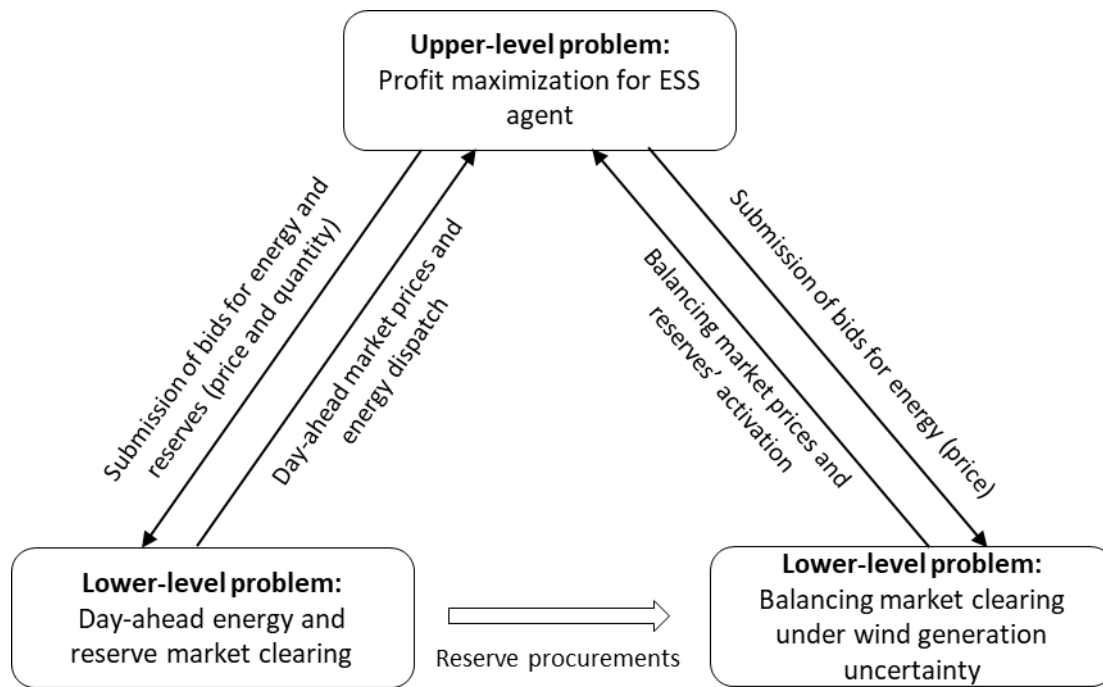 Upper-level problem:
Profit maximization for ESS
agent
Submission of bids for energy and
reserves (price and quantity)
Day-ahead market prices and
energy dispatch
Balancing market prices and
reserves’ activation
Submission of bids for energy (price)
Lower-level problem:
Day-ahead energy and
reserve market clearing
Reserve procurements
Lower-level problem:
Balancing market clearing
under wind generation
uncertainty